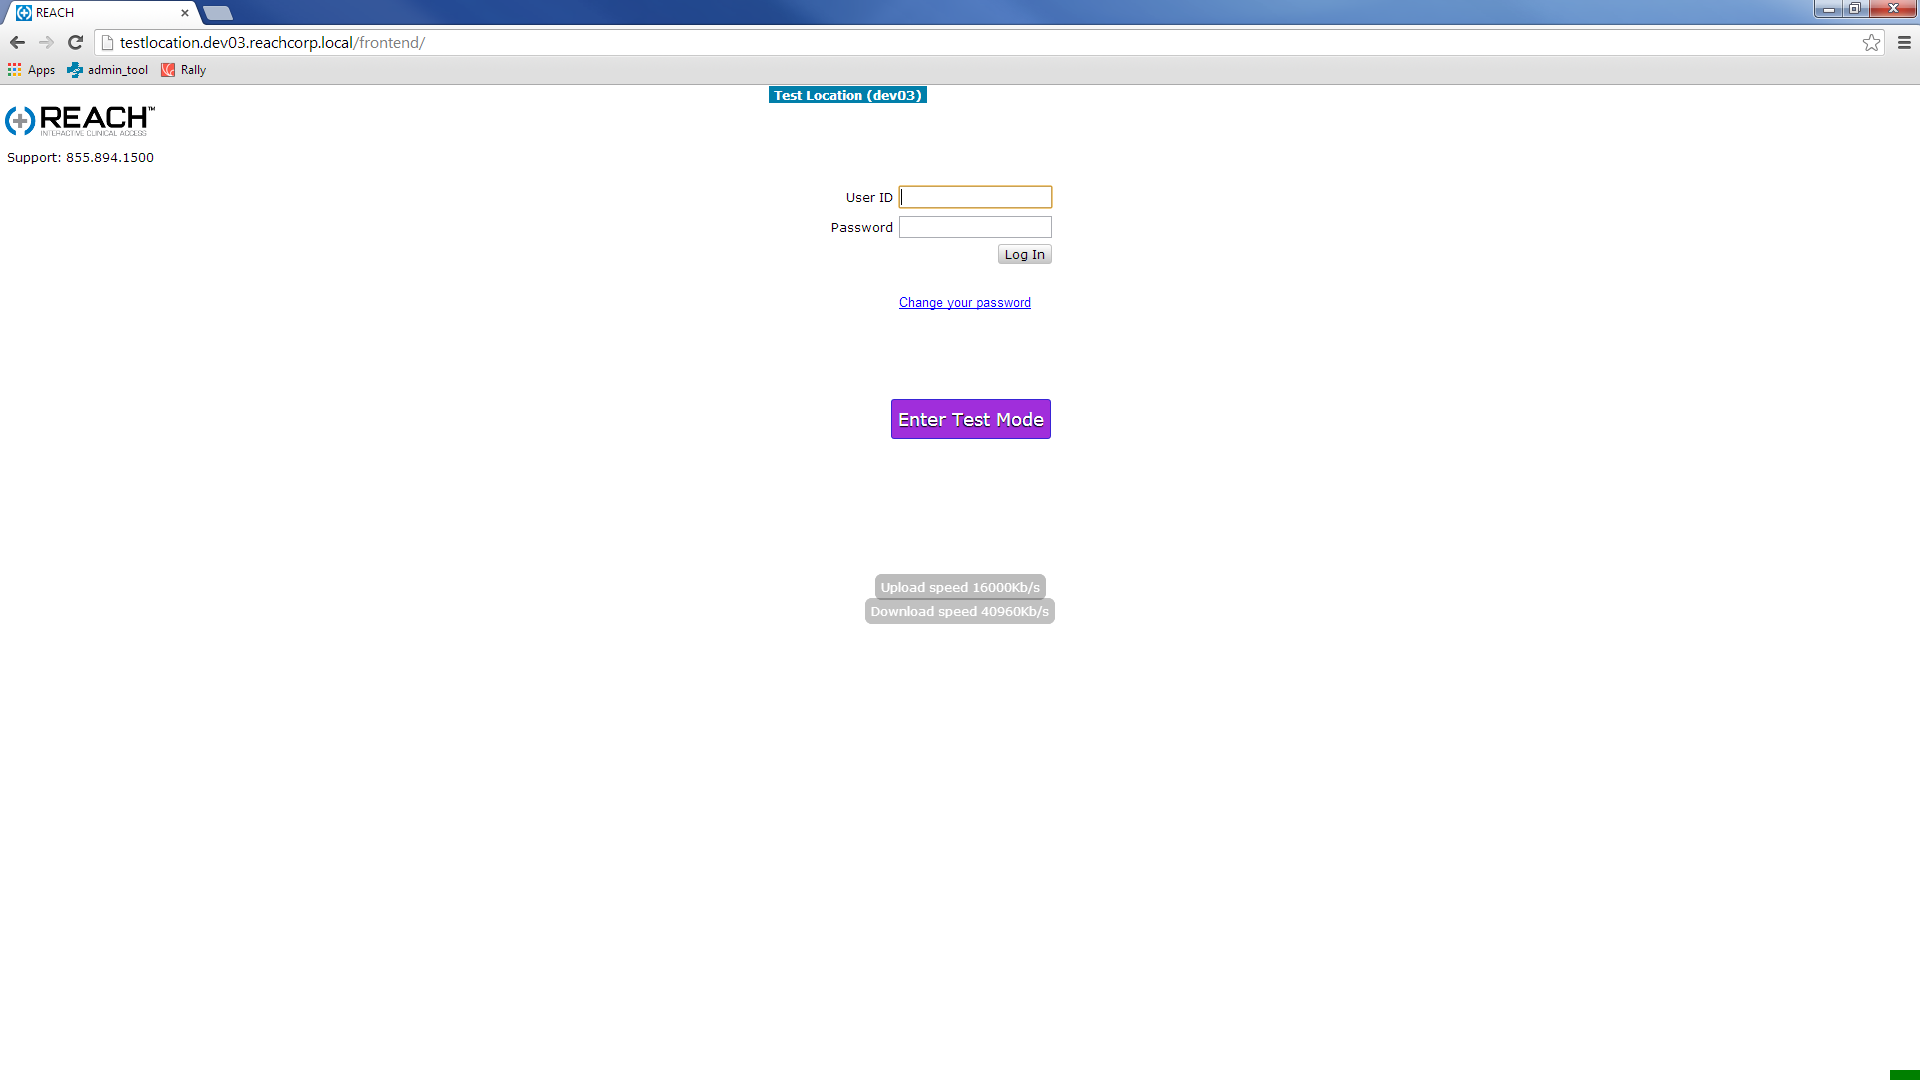 REACH
testlocation.dev03.reachcorp.local/frontend/
Apps admin_tool Rally
Test Location (dev03)
REACH™
INTERACTIVE CLINICAL ACCESS
Support: 855.894.1500
User ID
Password
Log In
Change your password
Enter Test Mode
Upload speed 16000Kb/s
Download speed 40960Kb/s